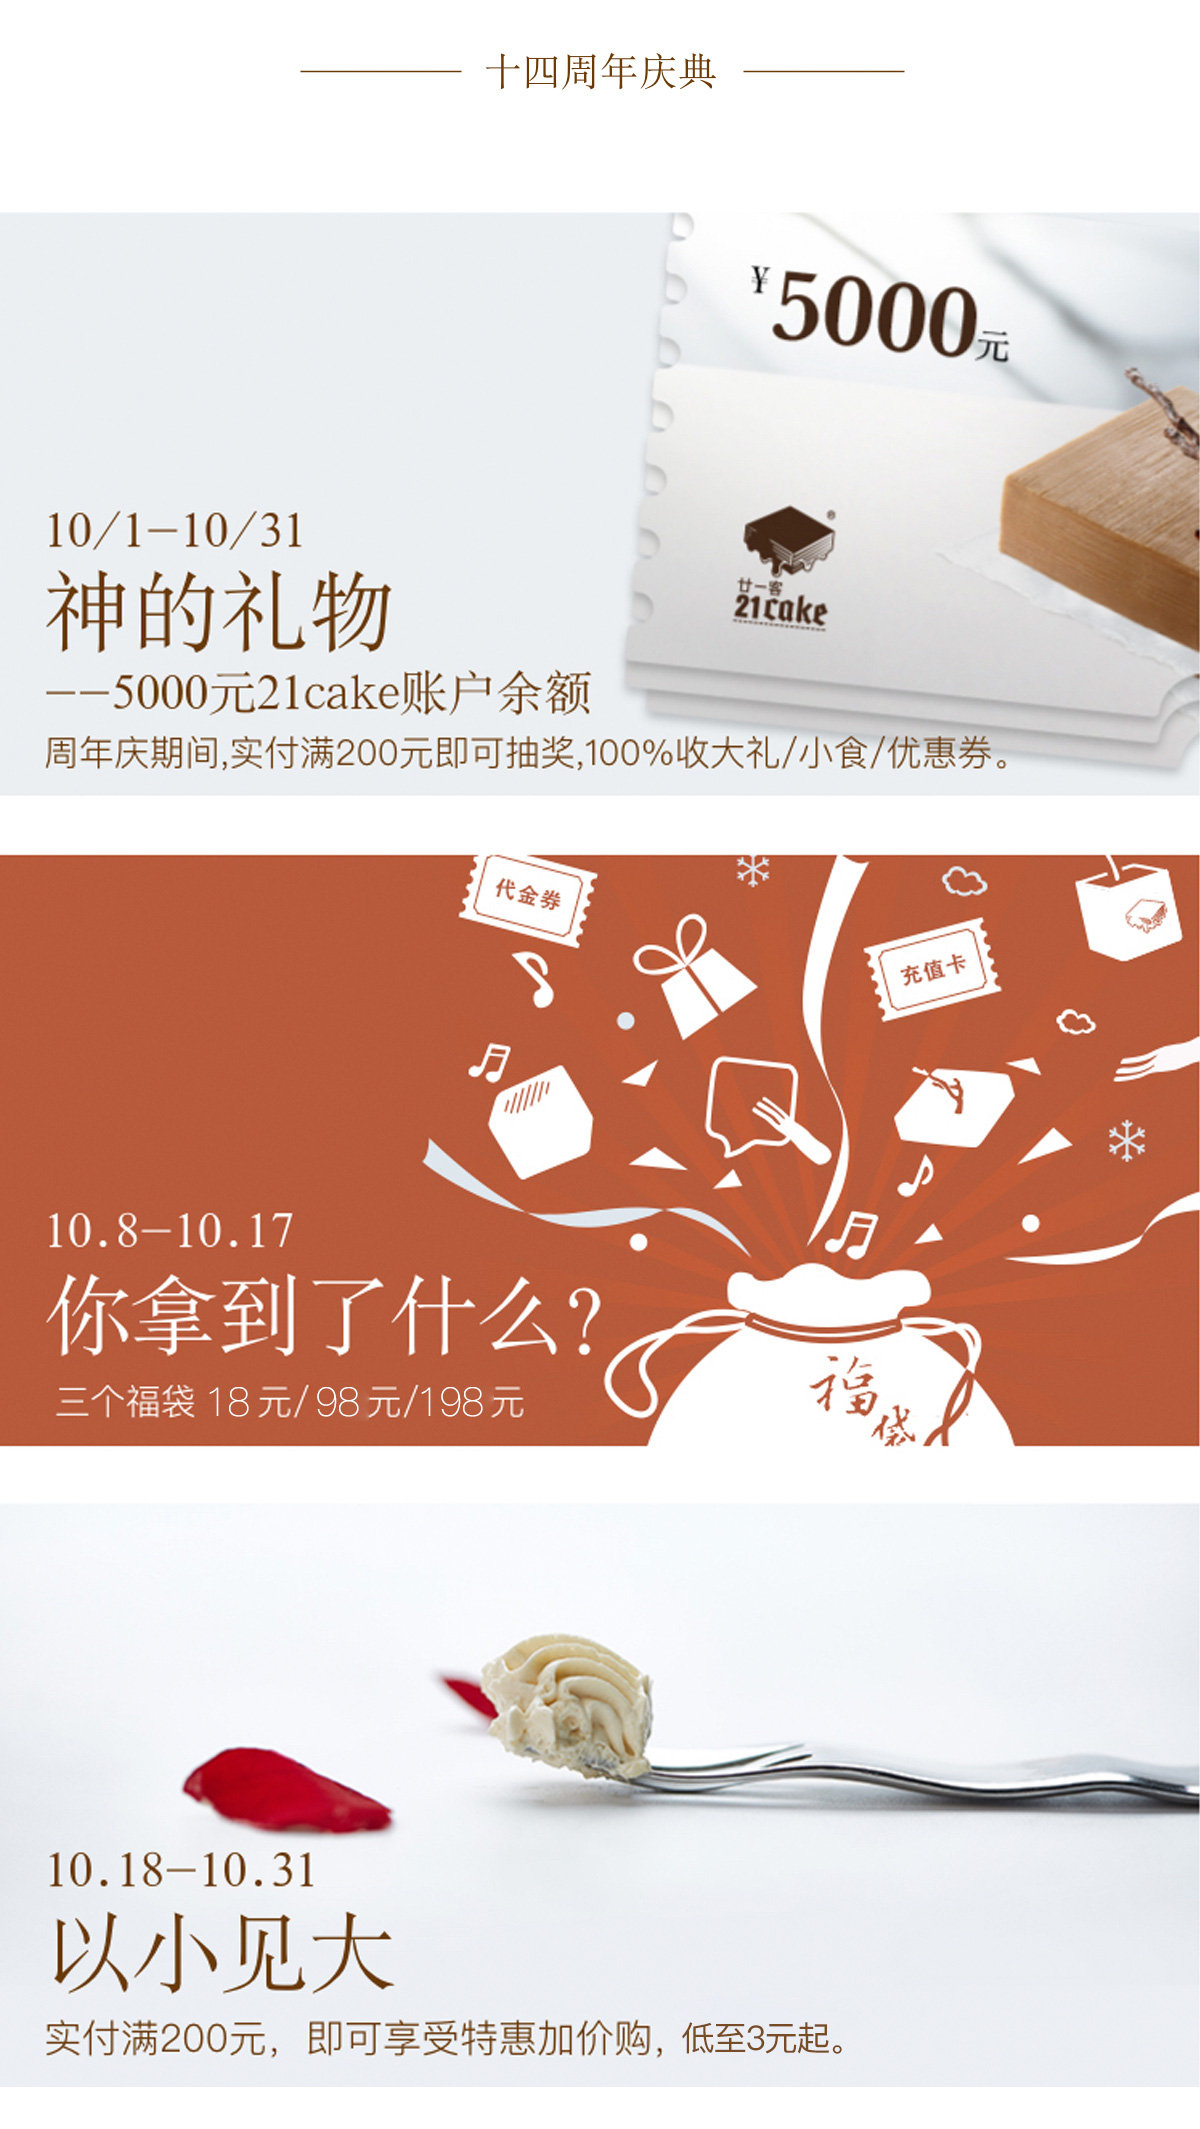 十四周年庆典
¥5000元
廿一客
21cake
10/1—10/31
神的礼物
——5000元21cake账户余额
周年庆期间,实付满200元即可抽奖,100%收大礼/小食/优惠券。
代金券
充值卡
10.8—10.17
你拿到了什么?
三个福袋 18元/98元/198元
福袋
10.18—10.31
以小见大
实付满200元，即可享受特惠加价购，低至3元起。